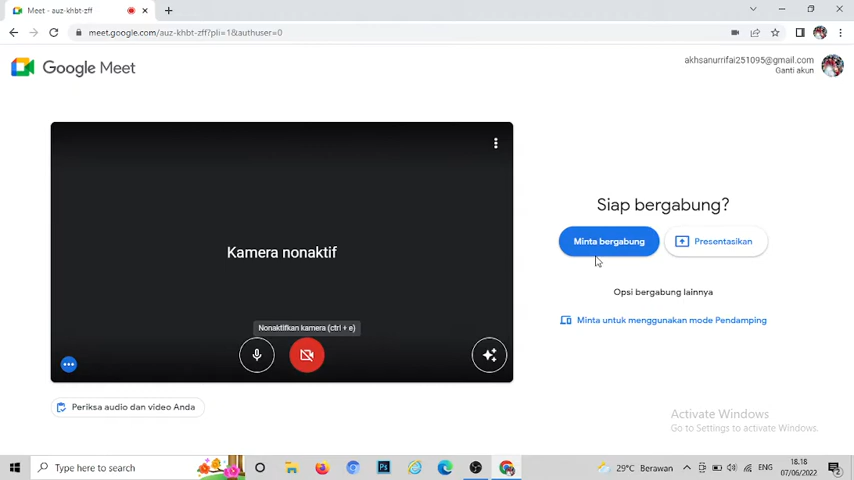 Meet - auz-khbt-zff
meet.google.com/auz-khbt-zff?pli=1&authuser=0
Google Meet
akhsanurrifai251095@gmail.com
Ganti akun
Kamera nonaktif
Nonaktifkan kamera (ctrl + e)
Periksa audio dan video Anda
Siap bergabung?
Minta bergabung
Presentasikan
Opsi bergabung lainnya
Minta untuk menggunakan mode Pendamping
Activate Windows
Go to Settings to activate Windows.
Type here to search
Ps
29°C Berawan
ENG
18.18
07/06/2022
2